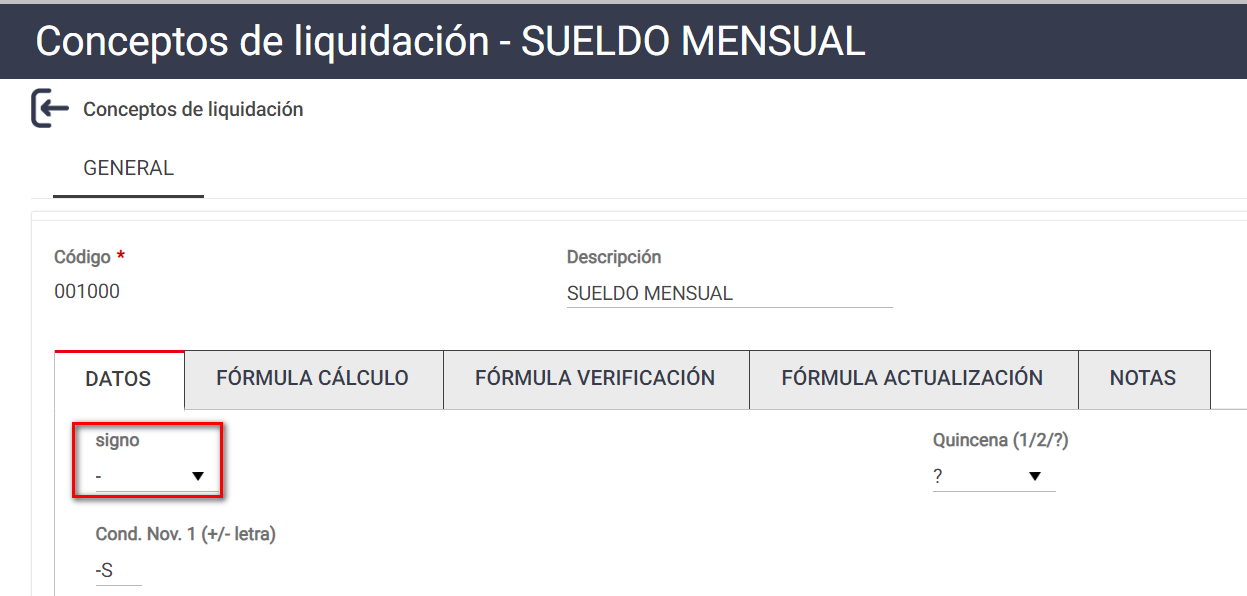 Conceptos de liquidación - SUELDO MENSUAL
Conceptos de liquidación
GENERAL
Código * Descripción
001000 SUELDO MENSUAL
DATOS FÓRMULA CÁLCULO FÓRMULA VERIFICACIÓN FÓRMULA ACTUALIZACIÓN NOTAS
signo Quincena (1/2/?)
- ?
Cond. Nov. 1 (+/- letra)
-S